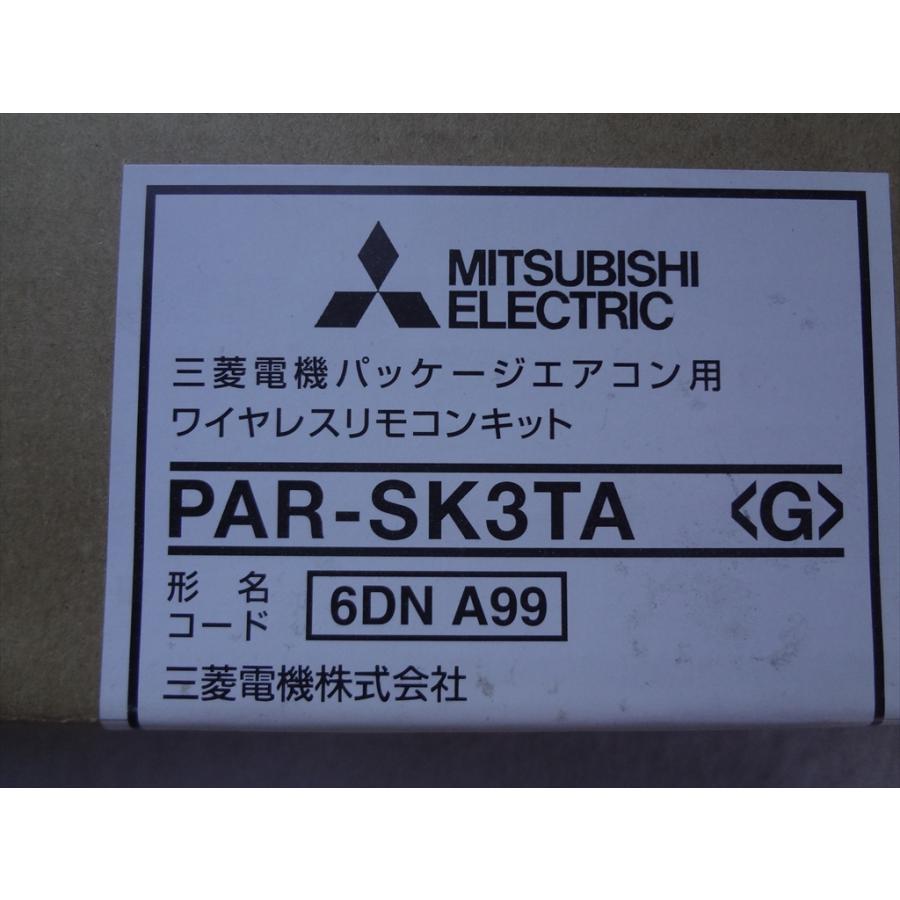 MITSUBISHI
ELECTRIC
三菱電機パッケージエアコン用
ワイヤレスリモコンキット
PAR-SK3TA 〈G〉
形名
コード 6DN A99
三菱電機株式会社